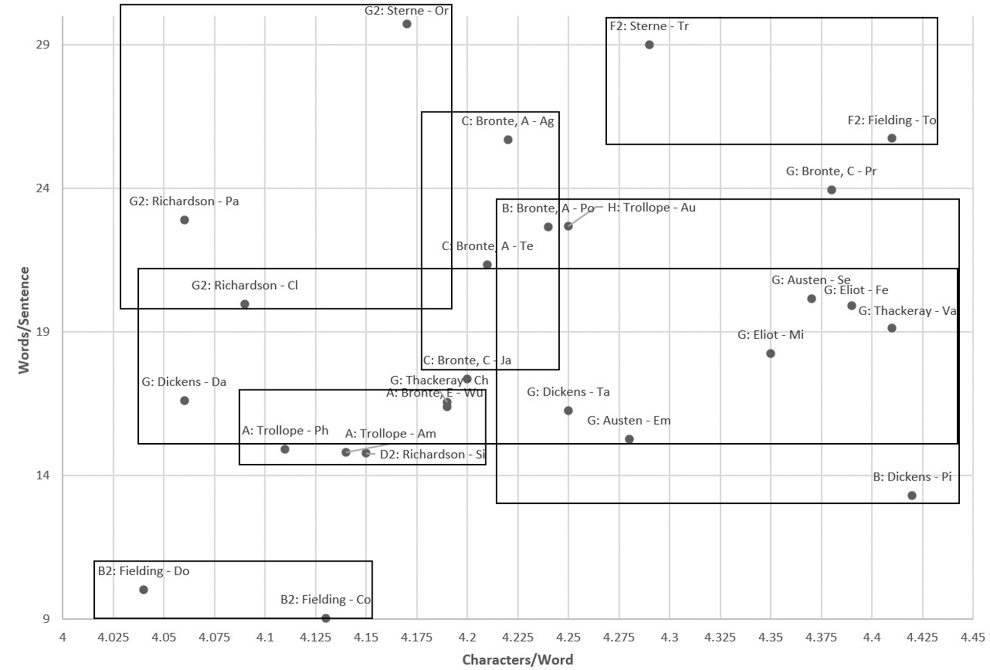 G2: Sterne - Or
F2: Sterne - Tr
29
C: Bronte, A - Ag
F2: Fielding - To
G: Bronte, C - Pr
24
G2: Richardson - Pa
B: Bronte, A - Po
H: Trollope - Au
C: Bronte, A - Te
G2: Richardson - Cl
G: Austen - Se
G: Eliot - Fe
G: Thackeray - Va
19
G: Eliot - Mi
C: Bronte, C - Ja
G: Dickens - Da
G: Thackeray - Ch
A: Bronte, E - Wu
G: Dickens - Ta
G: Austen - Em
A: Trollope - Ph
A: Trollope - Am
D2: Richardson - Si
14
B: Dickens - Pi
B2: Fielding - Do
B2: Fielding - Co
9
4 4.025 4.05 4.075 4.1 4.125 4.15 4.175 4.2 4.225 4.25 4.275 4.3 4.325 4.35 4.375 4.4 4.425 4.45
Characters/Word
Words/Sentence